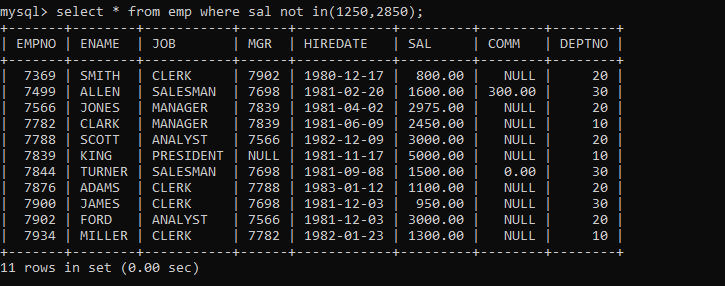 mysql> select * from emp where sal not in(1250,2850);
+-------+--------+-----------+------+------------+---------+--------+--------+
| EMPNO | ENAME | JOB | MGR | HIREDATE | SAL | COMM | DEPTNO |
+-------+--------+-----------+------+------------+---------+--------+--------+
| 7369 | SMITH | CLERK | 7902 | 1980-12-17 | 800.00 | NULL | 20 |
| 7499 | ALLEN | SALESMAN | 7698 | 1981-02-20 | 1600.00 | 300.00 | 30 |
| 7566 | JONES | MANAGER | 7839 | 1981-04-02 | 2975.00 | NULL | 20 |
| 7782 | CLARK | MANAGER | 7839 | 1981-06-09 | 2450.00 | NULL | 10 |
| 7788 | SCOTT | ANALYST | 7566 | 1982-12-09 | 3000.00 | NULL | 20 |
| 7839 | KING | PRESIDENT | NULL | 1981-11-17 | 5000.00 | NULL | 10 |
| 7844 | TURNER | SALESMAN | 7698 | 1981-09-08 | 1500.00 | 0.00 | 30 |
| 7876 | ADAMS | CLERK | 7788 | 1983-01-12 | 1100.00 | NULL | 20 |
| 7900 | JAMES | CLERK | 7698 | 1981-12-03 | 950.00 | NULL | 30 |
| 7902 | FORD | ANALYST | 7566 | 1981-12-03 | 3000.00 | NULL | 20 |
| 7934 | MILLER | CLERK | 7782 | 1982-01-23 | 1300.00 | NULL | 10 |
+-------+--------+-----------+------+------------+---------+--------+--------+
11 rows in set (0.00 sec)